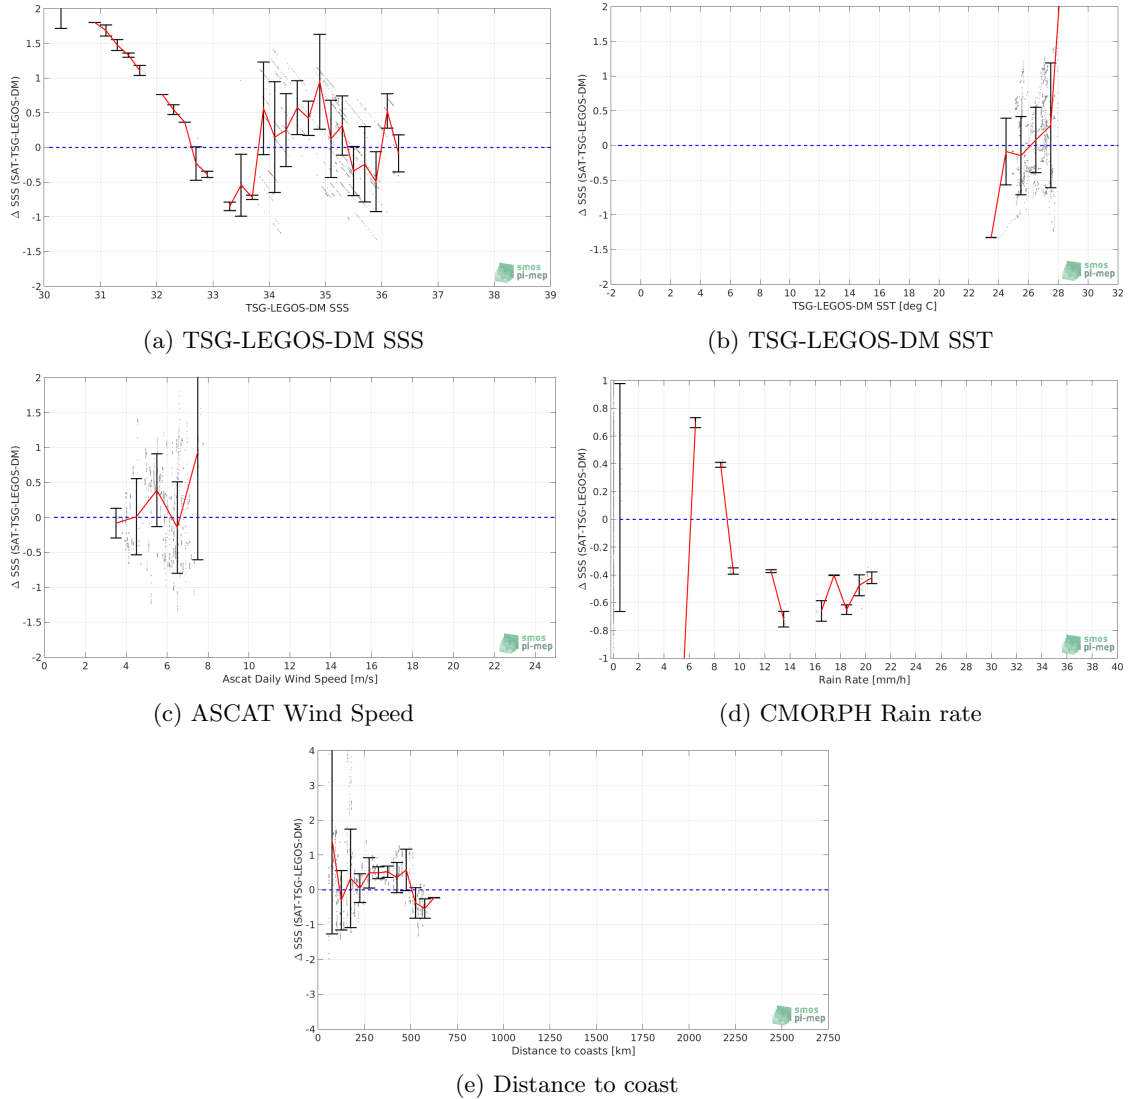 Δ SSS (SAT-TSG-LEGOS-DM)
2
1.5
1
0.5
0
-0.5
-1
-1.5
-2
30 31 32 33 34 35 36 37 38 39
TSG-LEGOS-DM SSS
smos
pi-mep
(a) TSG-LEGOS-DM SSS
Δ SSS (SAT-TSG-LEGOS-DM)
2
1.5
1
0.5
0
-0.5
-1
-1.5
-2
-2 0 2 4 6 8 10 12 14 16 18 20 22 24 26 28 30 32
TSG-LEGOS-DM SST [deg C]
smos
pi-mep
(b) TSG-LEGOS-DM SST
Δ SSS (SAT-TSG-LEGOS-DM)
2
1.5
1
0.5
0
-0.5
-1
-1.5
-2
0 2 4 6 8 10 12 14 16 18 20 22 24
Ascat Daily Wind Speed [m/s]
smos
pi-mep
(c) ASCAT Wind Speed
Δ SSS (SAT-TSG-LEGOS-DM)
1
0.8
0.6
0.4
0.2
0
-0.2
-0.4
-0.6
-0.8
-1
0 2 4 6 8 10 12 14 16 18 20 22 24 26 28 30 32 34 36 38 40
Rain Rate [mm/h]
smos
pi-mep
(d) CMORPH Rain rate
Δ SSS (SAT-TSG-LEGOS-DM)
4
3
2
1
0
-1
-2
-3
-4
0 250 500 750 1000 1250 1500 1750 2000 2250 2500 2750
Distance to coasts [km]
smos
pi-mep
(e) Distance to coast